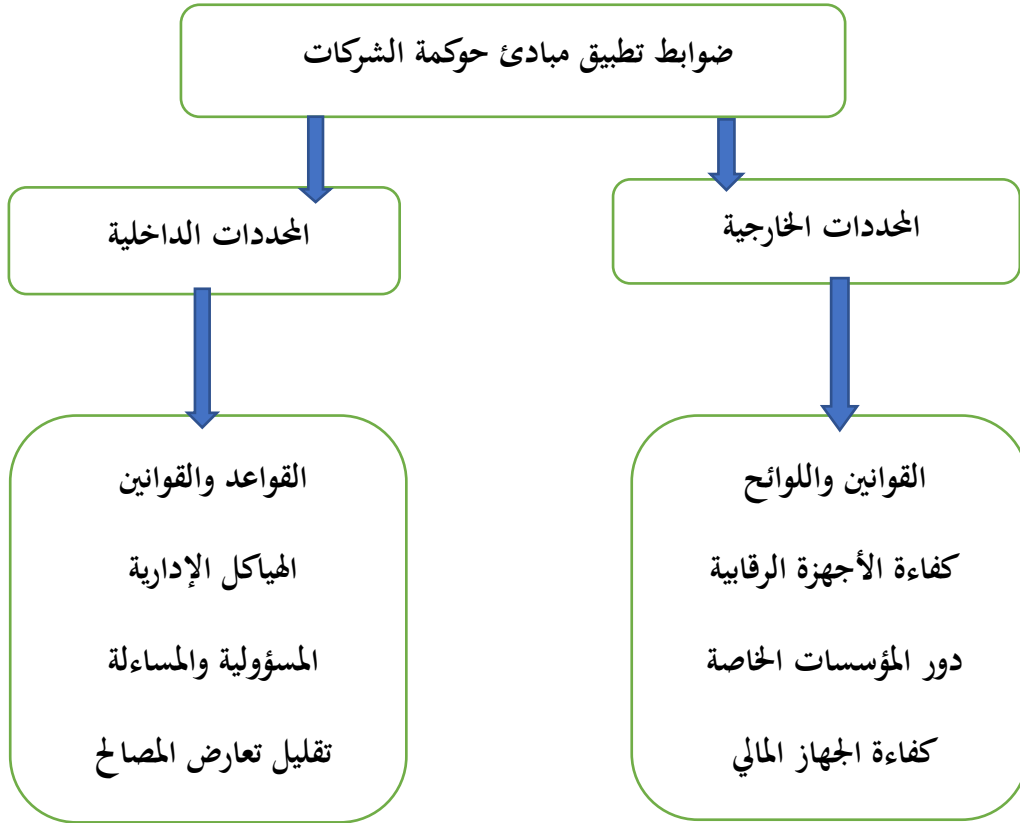 ضوابط تطبيق مبادئ حوكمة الشركات
المحددات الخارجية
المحددات الداخلية
القوانين واللوائح
كفاءة الأجهزة الرقابية
دور المؤسسات الخاصة
كفاءة الجهاز المالي
القواعد والقوانين
الهياكل الإدارية
المسؤولية والمساءلة
تقليل تعارض المصالح